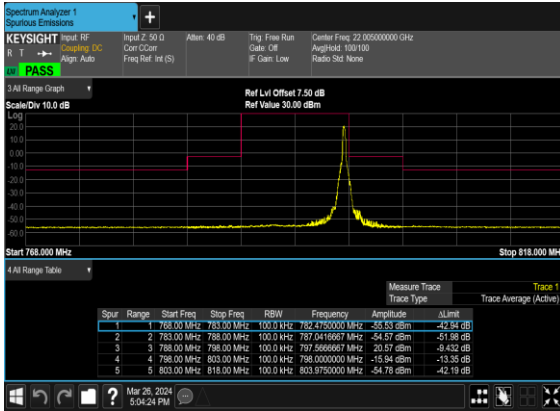 Spectrum Analyzer 1
Spurious Emissions
+
KEYSIGHT
R T
Input: RF
Coupling: DC
Align: Auto
Input Z: 50 Ω
Corr CCorr
Freq Ref: Int (S)
Atten: 40 dB
Trig: Free Run
Gate: Off
IF Gain: Low
Center Freq: 22.005000000 GHz
Avg|Hold: 100/100
Radio Std: None
PASS
3 All Range Graph
Ref Lvl Offset 7.50 dB
Scale/Div 10.0 dB
Ref Value 30.00 dBm
Log
20.0
10.0
0.00
-10.0
-20.0
-30.0
-40.0
-50.0
-60.0
Start 768.000 MHz
Stop 818.000 MHz
4 All Range Table
Measure Trace Trace 1
Trace Type Trace Average (Active)
Spur Range Start Freq Stop Freq RBW Frequency Amplitude ΔLimit
1 1 768.00 MHz 783.00 MHz 100.0 kHz 782.4750000 MHz -55.53 dBm -42.94 dB
2 2 783.00 MHz 788.00 MHz 100.0 kHz 787.0416667 MHz -54.57 dBm -51.98 dB
3 3 788.00 MHz 798.00 MHz 100.0 kHz 797.5666667 MHz 20.57 dBm -9.432 dB
4 4 798.00 MHz 803.00 MHz 100.0 kHz 798.0000000 MHz -15.94 dBm -13.35 dB
5 5 803.00 MHz 818.00 MHz 100.0 kHz 803.9750000 MHz -54.78 dBm -42.19 dB
?
Mar 26, 2024
5:04:24 PM